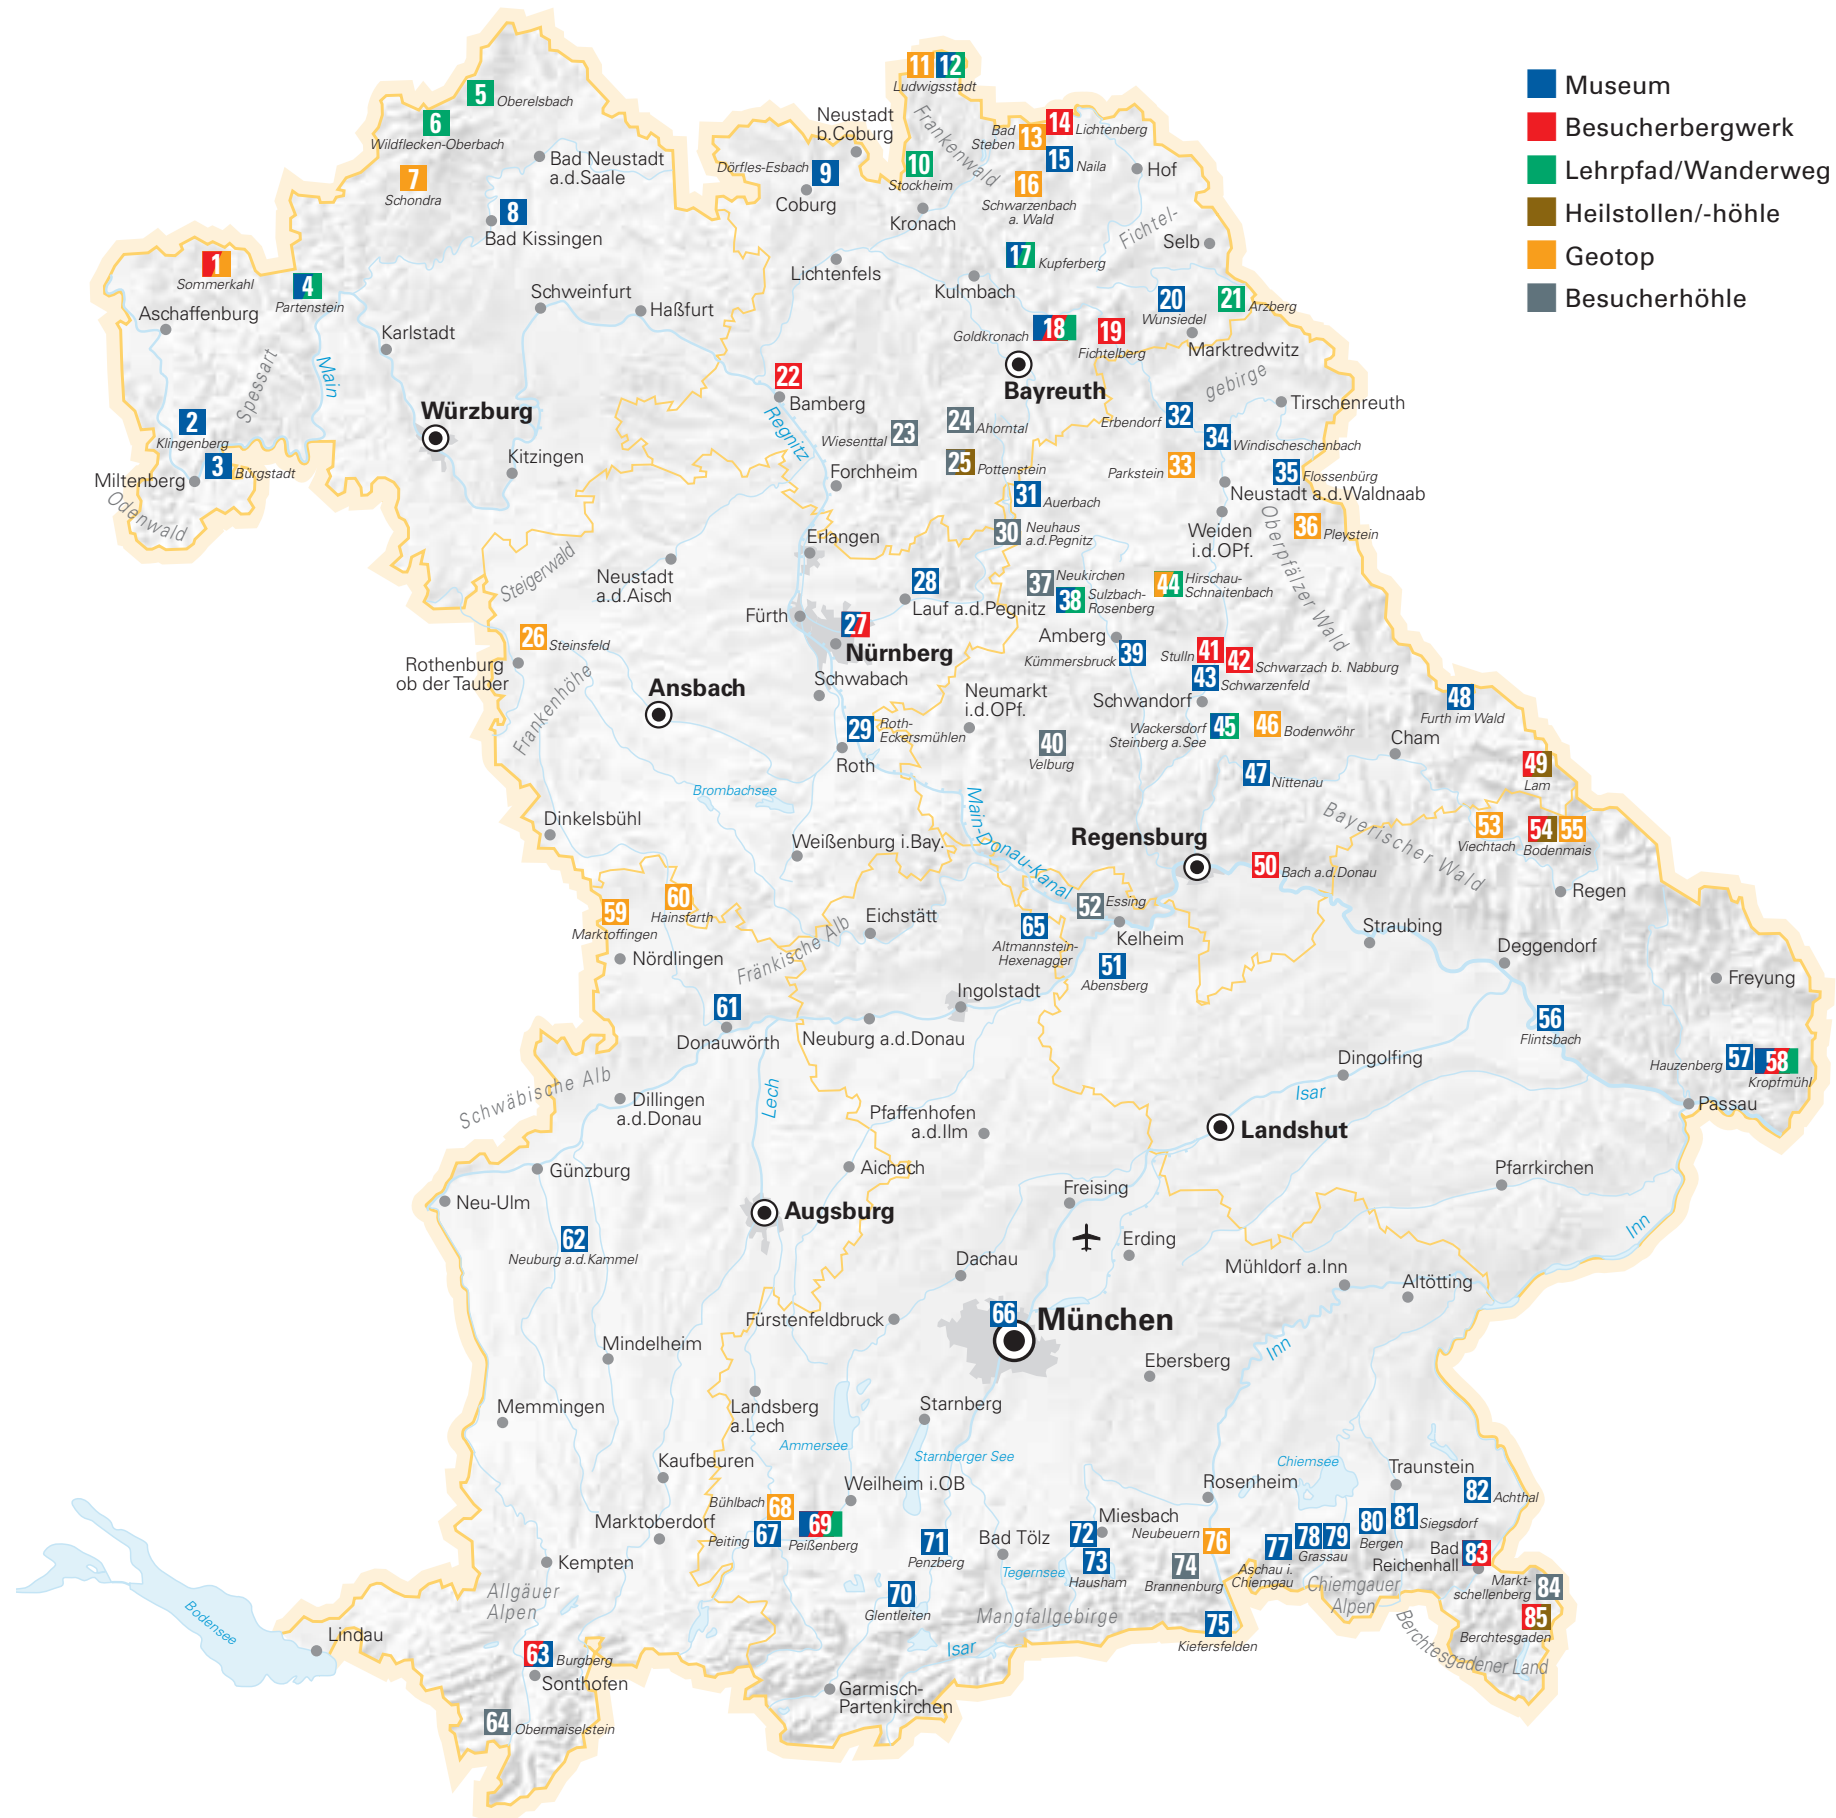 Museum
Besucherbergwerk
Lehrpfad/Wanderweg
Heilstollen/-höhle
Geotop
Besucherhöhle
11 12
Ludwigsstadt
5 Oberelsbach
6
Wildflecken-Oberbach
7
Schondra
Bad Neustadt
a.d.Saale
8
Bad Kissingen
Neustadt
b.Coburg
Dörfles-Esbach 9
Coburg
10
Stockheim
Kronach
Frankenwald
Bad
Steben 13
14 Lichtenberg
15 Naila
16
Schwarzenbach
a. Wald
Hof
Fichtel-
Selb
17 Kupferberg
Kulmbach
Lichtenfels
1
Sommerkahl
4
Partenstein
Aschaffenburg
Schweinfurt
Haßfurt
Karlstadt
Spessart
Main
20
Wunsiedel
21 Arzberg
Goldkronach 18
19
Fichtelberg
Marktredwitz
gebirge
Bayreuth
22
Bamberg
Regnitz
Würzburg
2
Klingenberg
3 Bürgstadt
Miltenberg
Odenwald
Kitzingen
Wiesenttal 23
24 Ahorntal
25 Pottenstein
Forchheim
Tirschenreuth
Erbendorf 32
34 Windischeschenbach
Parkstein 33
35 Flossenbürg
Neustadt a.d.Waldnaab
31 Auerbach
30 Neuhaus
a.d.Pegnitz
Weiden
i.d.OPf.
36 Pleystein
Oberpfälzer Wald
Erlangen
Steigerwald
Neustadt
a.d.Aisch
28
Lauf a.d.Pegnitz
37 Neukirchen
38 Sulzbach-
Rosenberg
44 Hirschau-
Schnaittenbach
Fürth
27
Nürnberg
Amberg
Kümmersbruck 39
Stulln 41
42 Schwarzach b. Nabburg
43 Schwarzenfeld
26 Steinsfeld
Rothenburg
ob der Tauber
Frankenhöhe
Ansbach
Schwabach
Neumarkt
i.d.OPf.
Schwandorf
48
Furth im Wald
29 Roth-
Eckersmühlen
Roth
40
Velburg
Wackersdorf
Steinberg a.See 45
46 Bodenwöhr
Cham
49
Lam
47 Nittenau
Brombachsee
Main-Donau-Kanal
Dinkelsbühl
Weißenburg i.Bay.
Regensburg
Bayerischer Wald
53
Viechtach
54 55
Bodenmais
50 Bach a.d.Donau
Regen
60
Hainsfarth
59
Marktoffingen
Nördlingen
Fränkische Alb
Eichstätt
65
Altmannstein-
Hexenagger
52 Essing
Kelheim
51
Abensberg
Straubing
Deggendorf
Freyung
Ingolstadt
61
Donauwörth
Neuburg a.d.Donau
56
Flintsbach
Hauzenberg 57 58
Kropfmühl
Dingolfing
Isar
Passau
Schwäbische Alb
Dillingen
a.d.Donau
Lech
Pfaffenhofen
a.d.Ilm
Landshut
Günzburg
Aichach
Pfarrkirchen
Neu-Ulm
Augsburg
Freising
Inn
62
Neuburg a.d.Kammel
Dachau
Erding
Mühldorf a.Inn
Altötting
Fürstenfeldbruck
66
München
Inn
Mindelheim
Ebersberg
Memmingen
Landsberg
a.Lech
Starnberg
Ammersee
Starnberger See
Kaufbeuren
Weilheim i.OB
Rosenheim
Chiemsee
Traunstein
82 Achthal
Bühlbach 68
Peiting 67
69
Peißenberg
Marktoberdorf
71
Penzberg
Bad Tölz
72 Miesbach
73
Hausham
Tegernsee
Neubeuern 76
74
Brannenburg
77
Aschau i.
Chiemgau
78 79
Grassau
80
Bergen
81 Siegsdorf
Bad
Reichenhall 83
Markt-
schellenberg 84
85
Berchtesgaden
Chiemgauer
Alpen
Berchtesgadener Land
Kempten
Allgäuer
Alpen
70
Glentleiten
Mangfallgebirge
75
Kiefersfelden
Isar
Bodensee
Lindau
63 Burgberg
Sonthofen
64 Obermaiselstein
Garmisch-
Partenkirchen